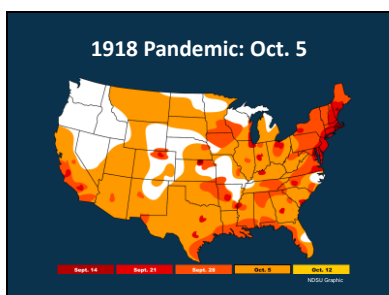 1918 Pandemic: Oct. 5
Sept. 14 Sept. 21 Sept. 28 Oct. 5 Oct. 12
NDSU Graphic